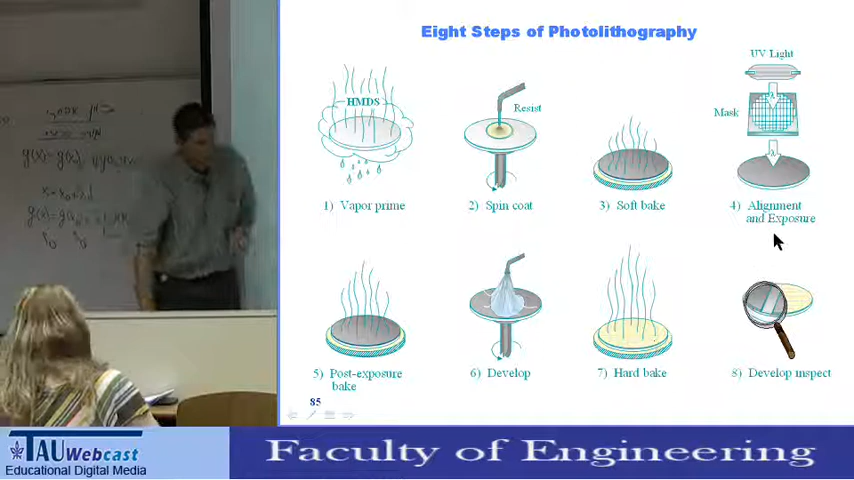 Eight Steps of Photolithography
HMDS
Resist
UV Light
λ
Mask
λ
1) Vapor prime
2) Spin coat
3) Soft bake
4) Alignment
and Exposure
5) Post-exposure
bake
6) Develop
7) Hard bake
8) Develop inspect
85
TAU Webcast
Educational Digital Media
Faculty of Engineering